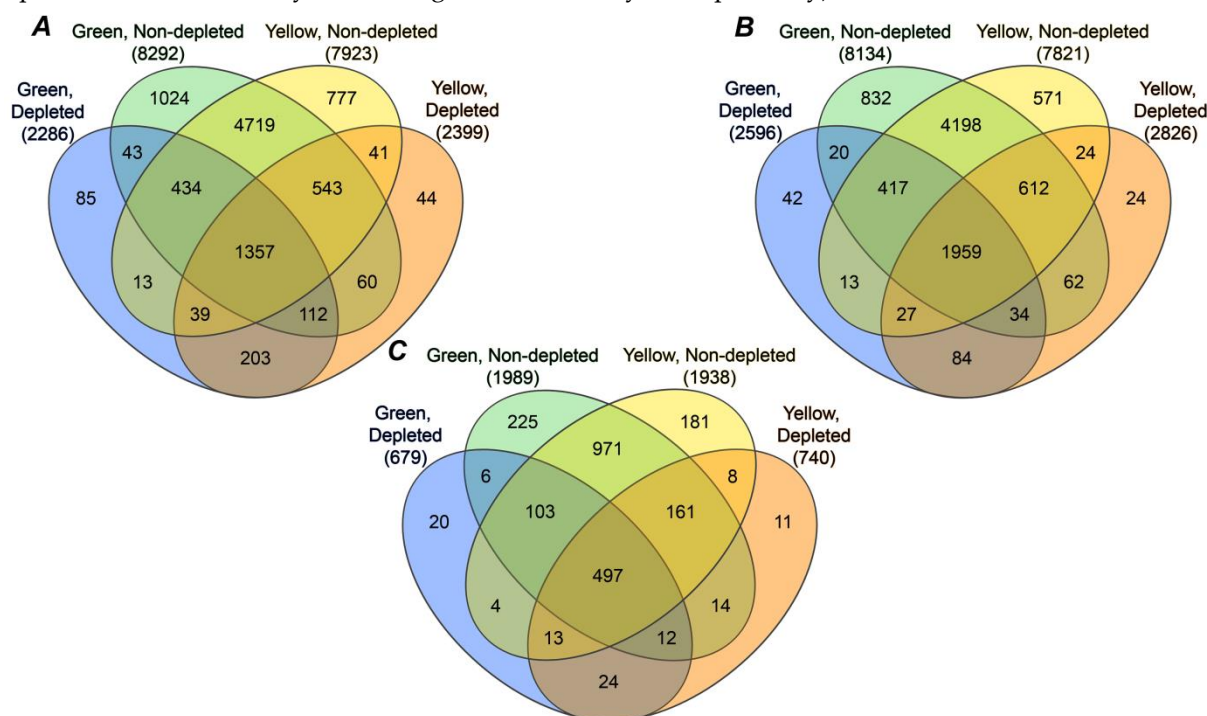 A
Green, Non-depleted
(8292)
Yellow, Non-depleted
(7923)
Green,
Depleted
(2286)
Yellow,
Depleted
(2399)
1024
777
4719
43
41
85
434
543
44
1357
13
60
39
112
203
B
Green, Non-depleted
(8134)
Yellow, Non-depleted
(7821)
Green,
Depleted
(2596)
Yellow,
Depleted
(2826)
832
571
4198
20
24
42
417
612
24
1959
13
62
27
34
84
C
Green, Non-depleted
(1989)
Yellow, Non-depleted
(1938)
Green,
Depleted
(679)
Yellow,
Depleted
(740)
225
181
971
6
8
20
103
161
11
497
4
14
13
12
24